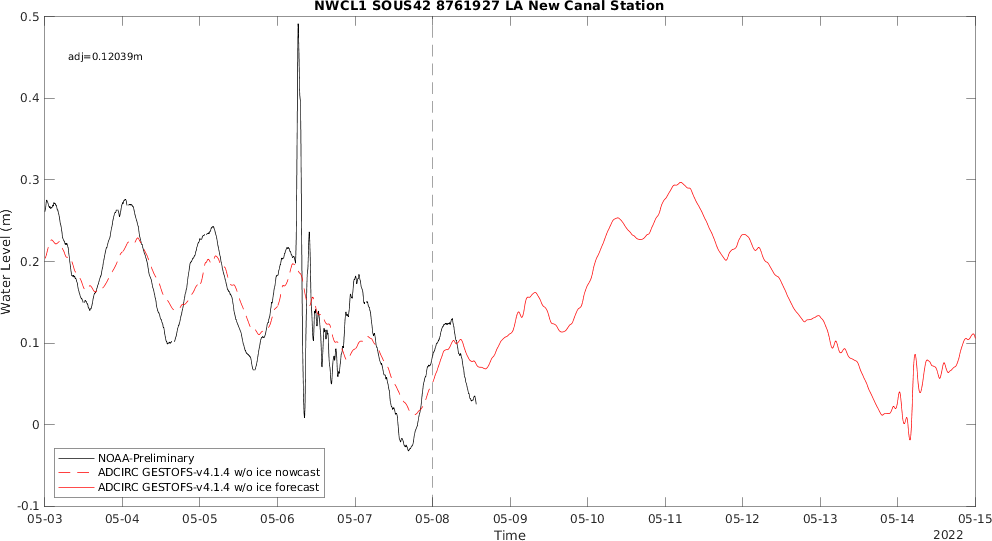 NWCL1 SOUS42 8761927 LA New Canal Station
adj=0.12039m
0.5
0.4
0.3
0.2
0.1
0
-0.1
Water Level (m)
NOAA-Preliminary
ADCIRC GESTOFS-v4.1.4 w/o ice nowcast
ADCIRC GESTOFS-v4.1.4 w/o ice forecast
05-03 05-04 05-05 05-06 05-07 05-08 05-09 05-10 05-11 05-12 05-13 05-14 05-15
Time
2022